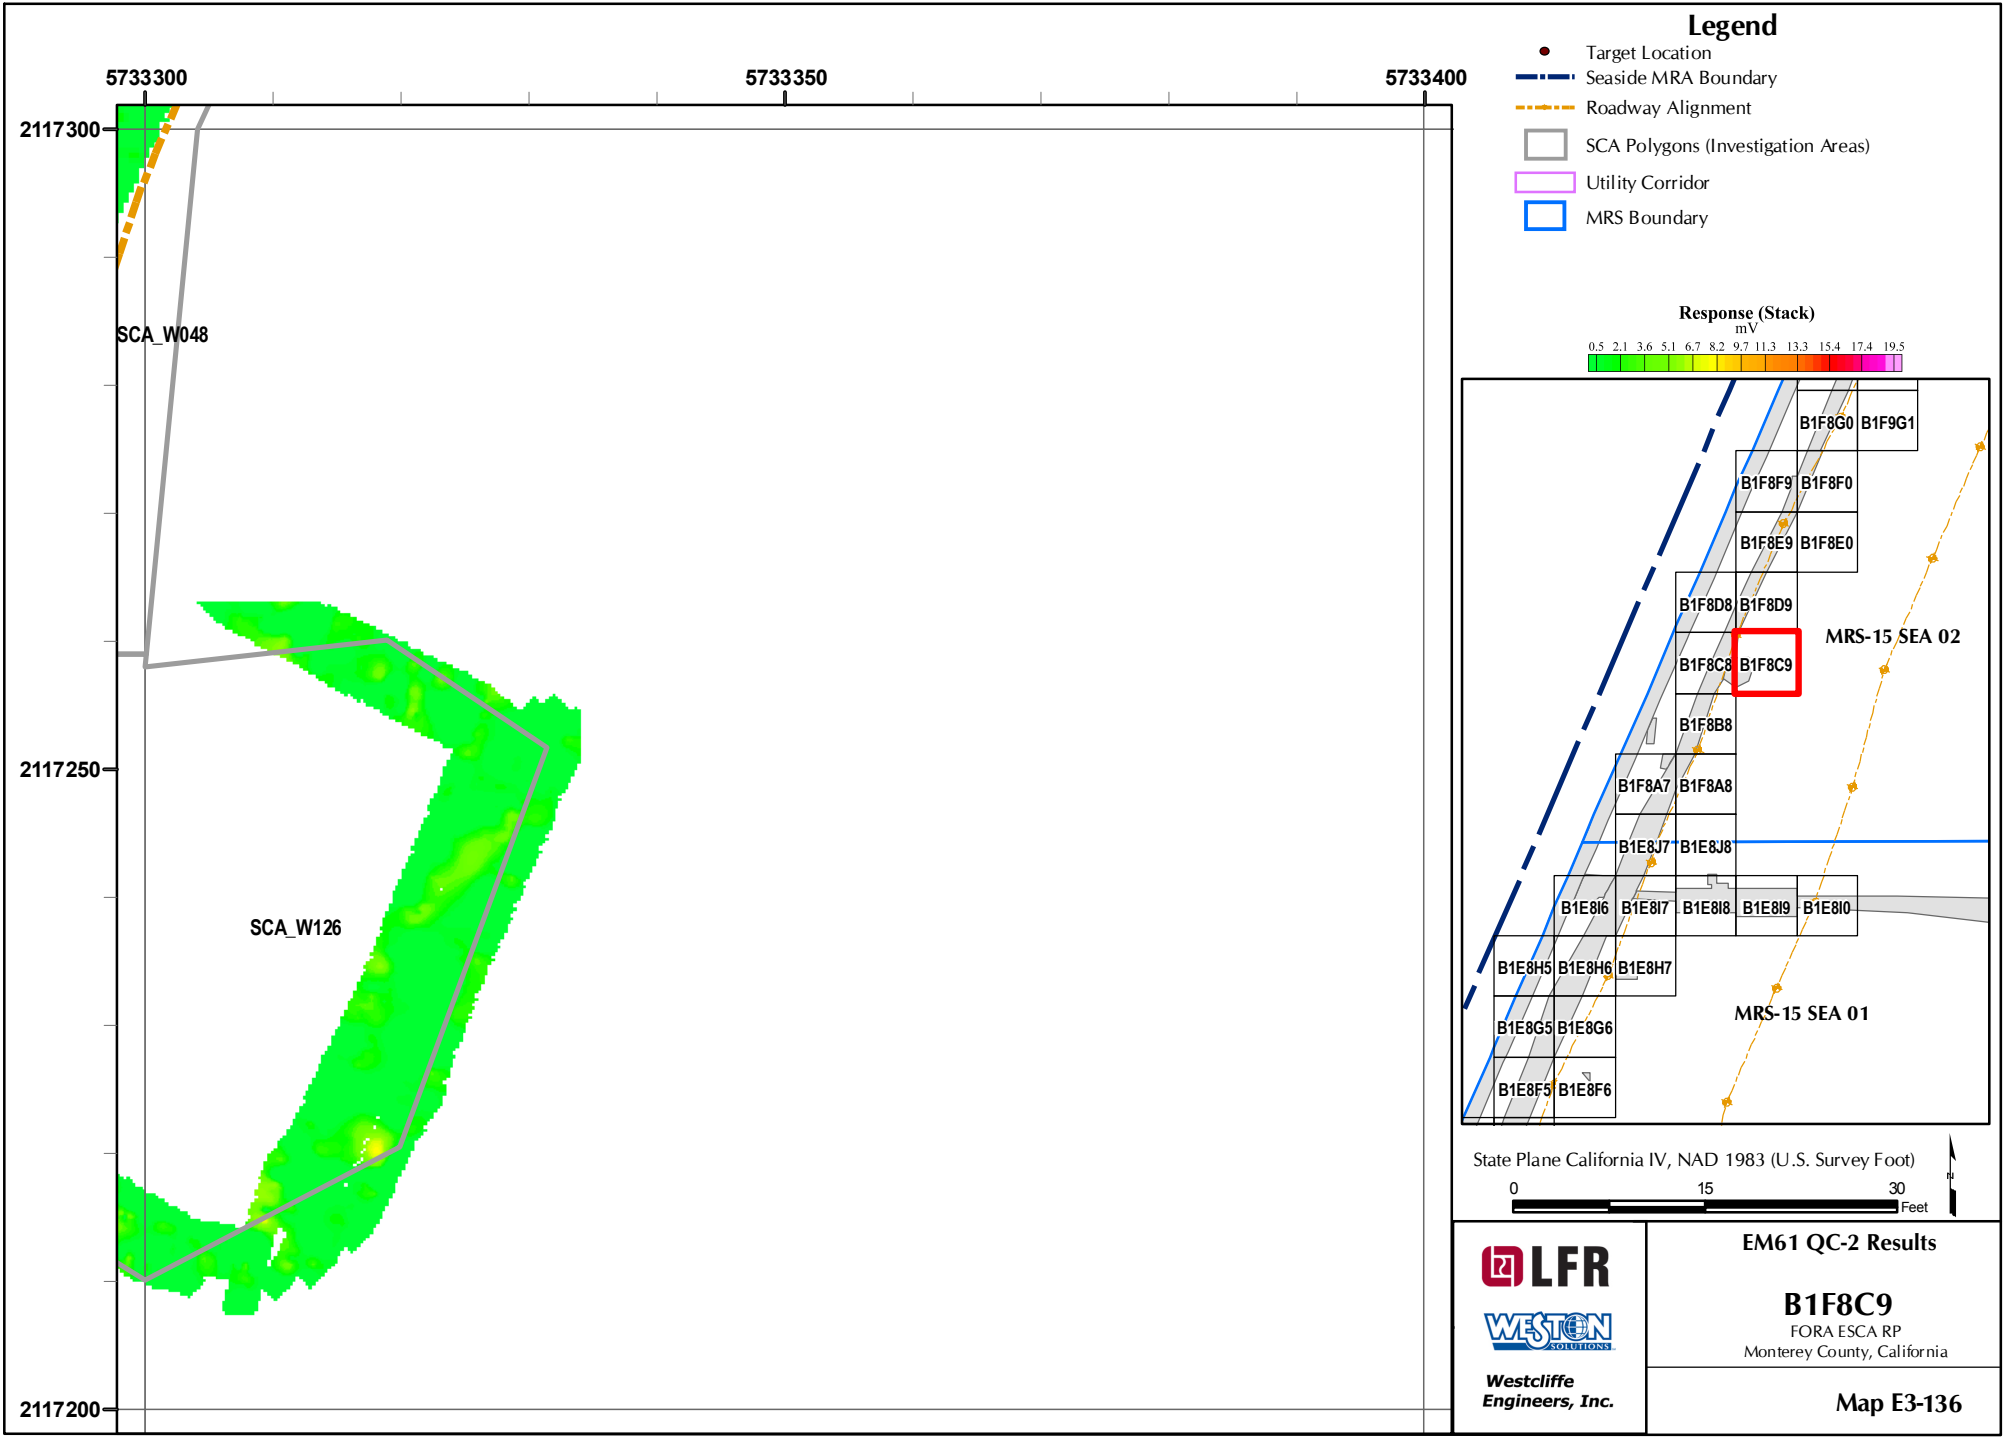 5733300
5733350
5733400
2117300
2117250
2117200
SCA_W048
SCA_W126
Legend
Target Location
Seaside MRA Boundary
Roadway Alignment
SCA Polygons (Investigation Areas)
Utility Corridor
MRS Boundary
Response (Stack)
mV
0.5 2.1 3.6 5.1 6.7 8.2 9.7 11.3 13.3 15.4 17.4 19.5
B1F8G0 B1F9G1
B1F8F9 B1F8F0
B1F8E9 B1F8E0
B1F8D8 B1F8D9
MRS-15 SEA 02
B1F8C8 B1F8C9
B1F8B8
B1F8A7 B1F8A8
B1E8J7 B1E8J8
B1E8I6 B1E8I7 B1E8I8 B1E8I9 B1E8I0
B1E8H5 B1E8H6 B1E8H7
MRS-15 SEA 01
B1E8G5 B1E8G6
B1E8F5 B1E8F6
State Plane California IV, NAD 1983 (U.S. Survey Foot)
N
0 15 30
Feet
LFR
WESTON
SOLUTIONS
Westcliffe
Engineers, Inc.
EM61 QC-2 Results
B1F8C9
FORA ESCA RP
Monterey County, California
Map E3-136